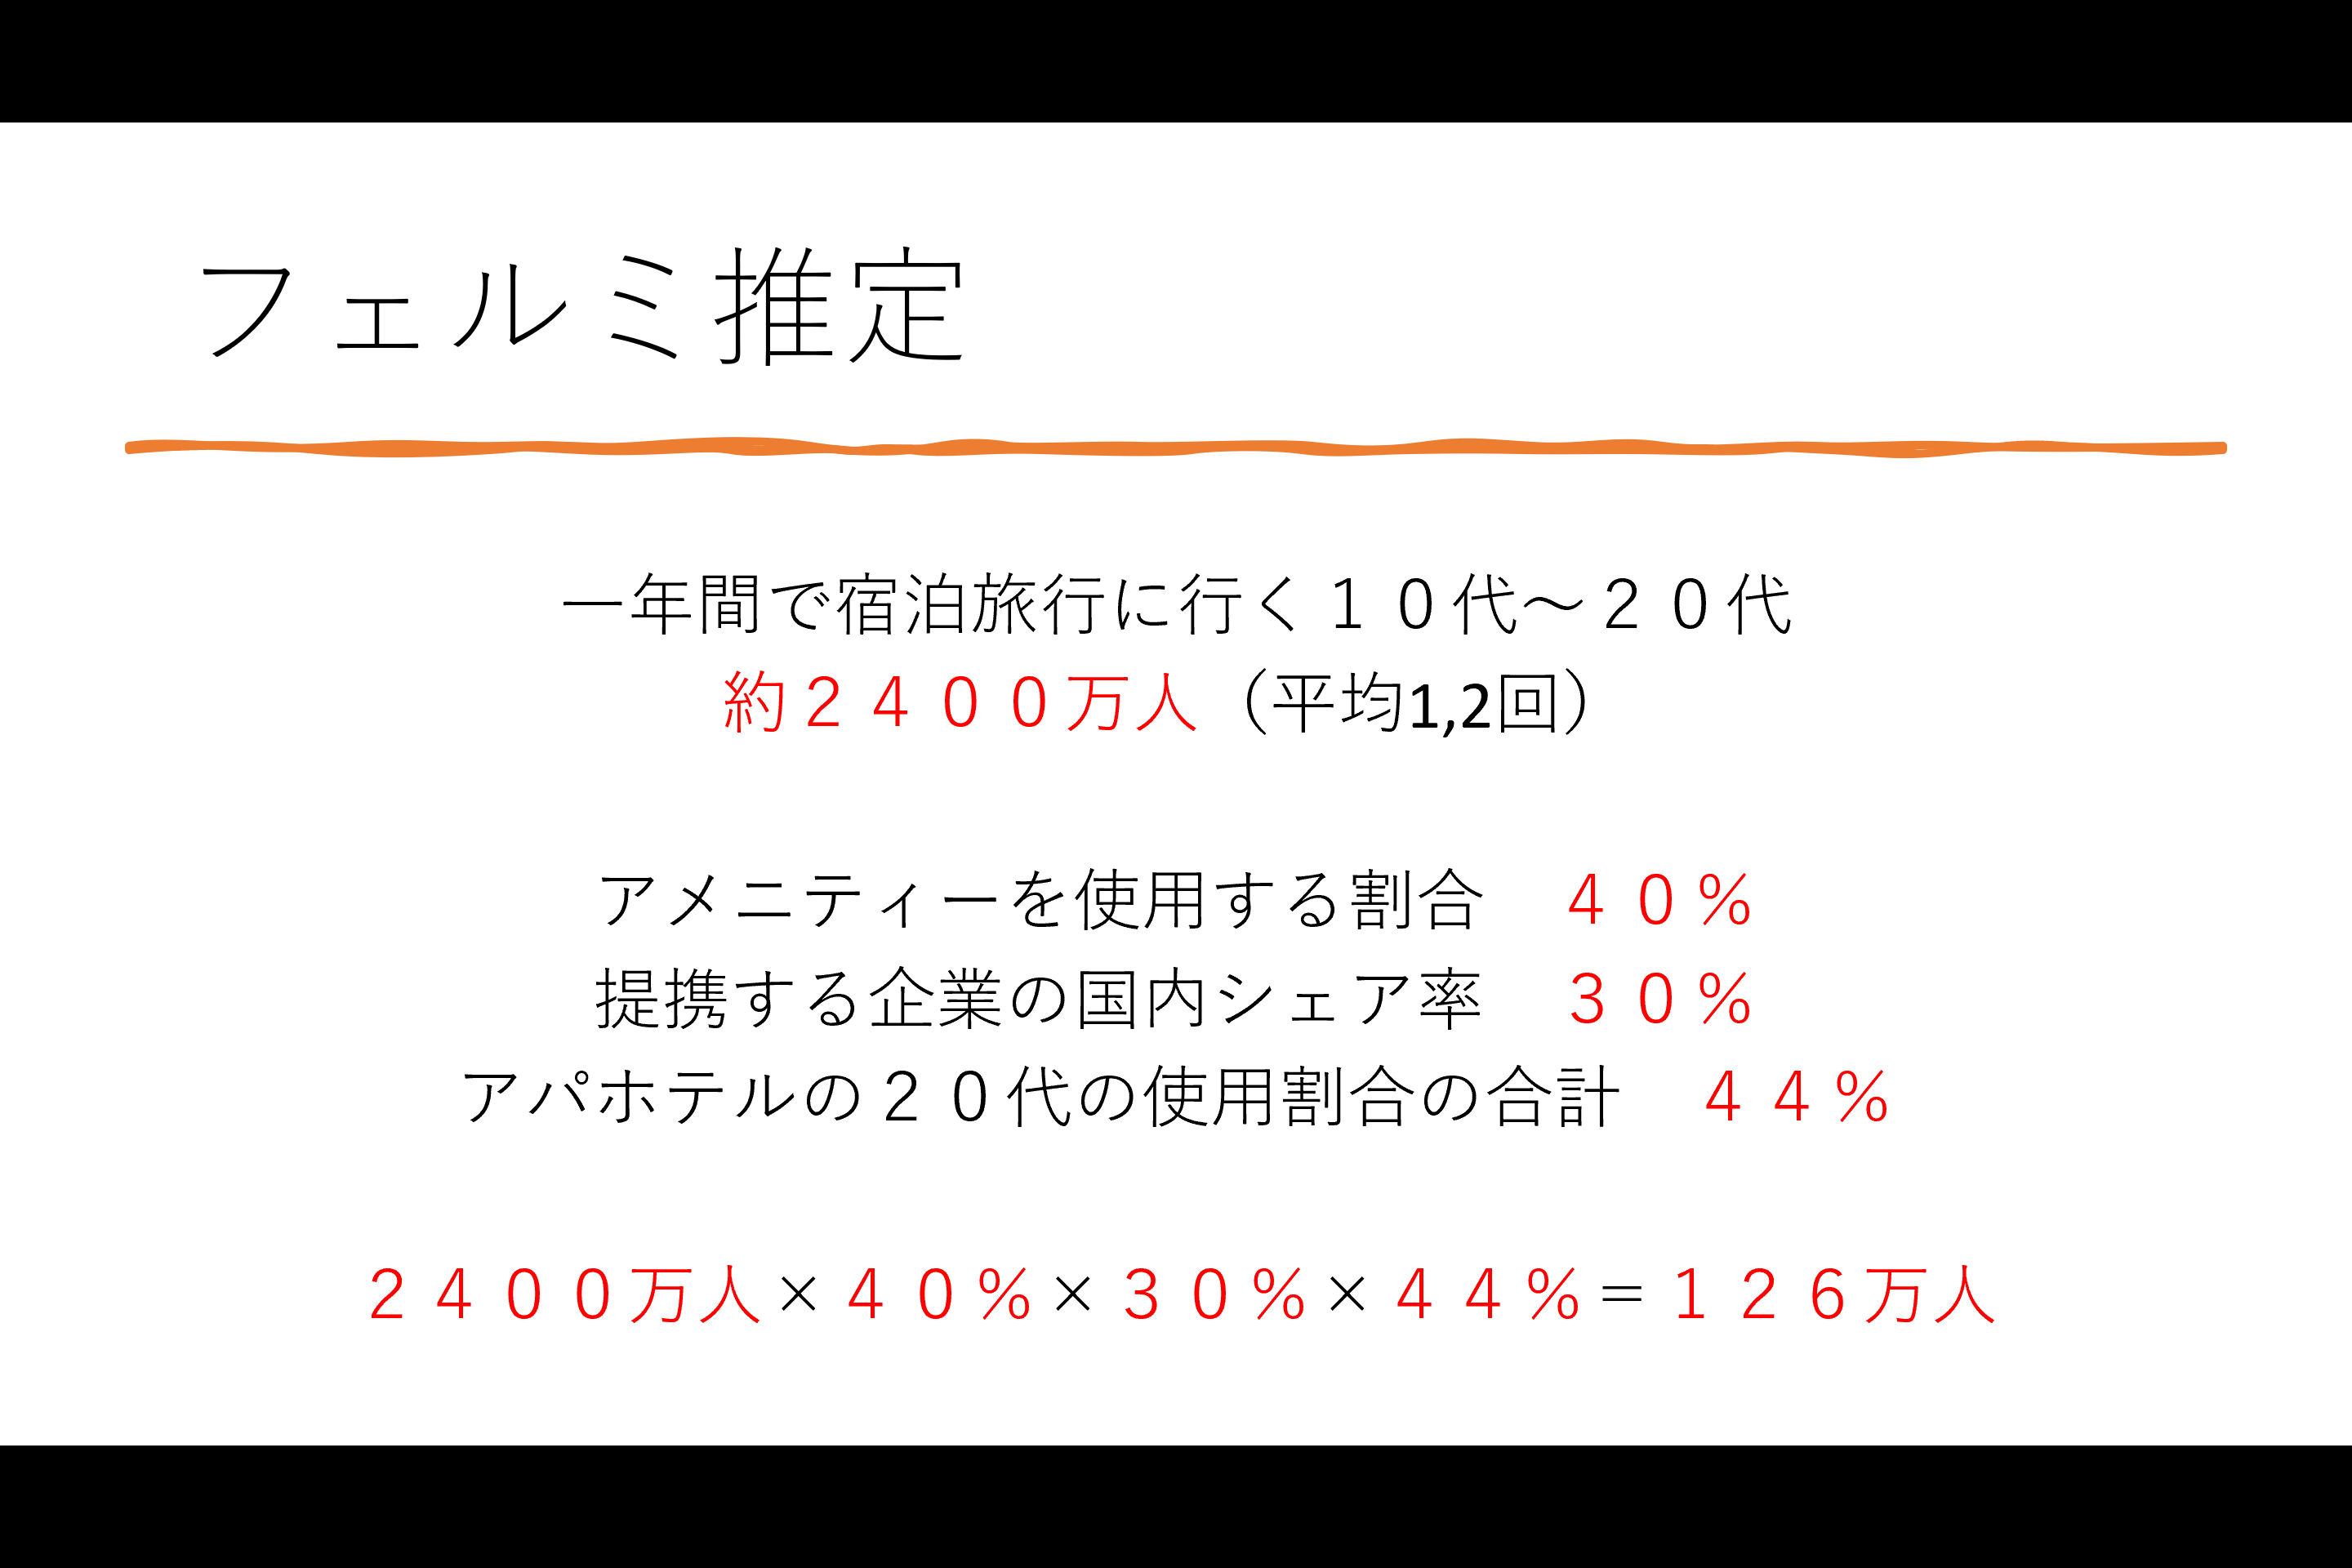 フェルミ推定
一年間で宿泊旅行に行く１０代～２０代
約２４００万人（平均1,2回）
アメニティーを使用する割合　４０％
提携する企業の国内シェア率　３０％
アパホテルの２０代の使用割合の合計　４４％
２４００万人×４０％×３０％×４４％＝１２６万人